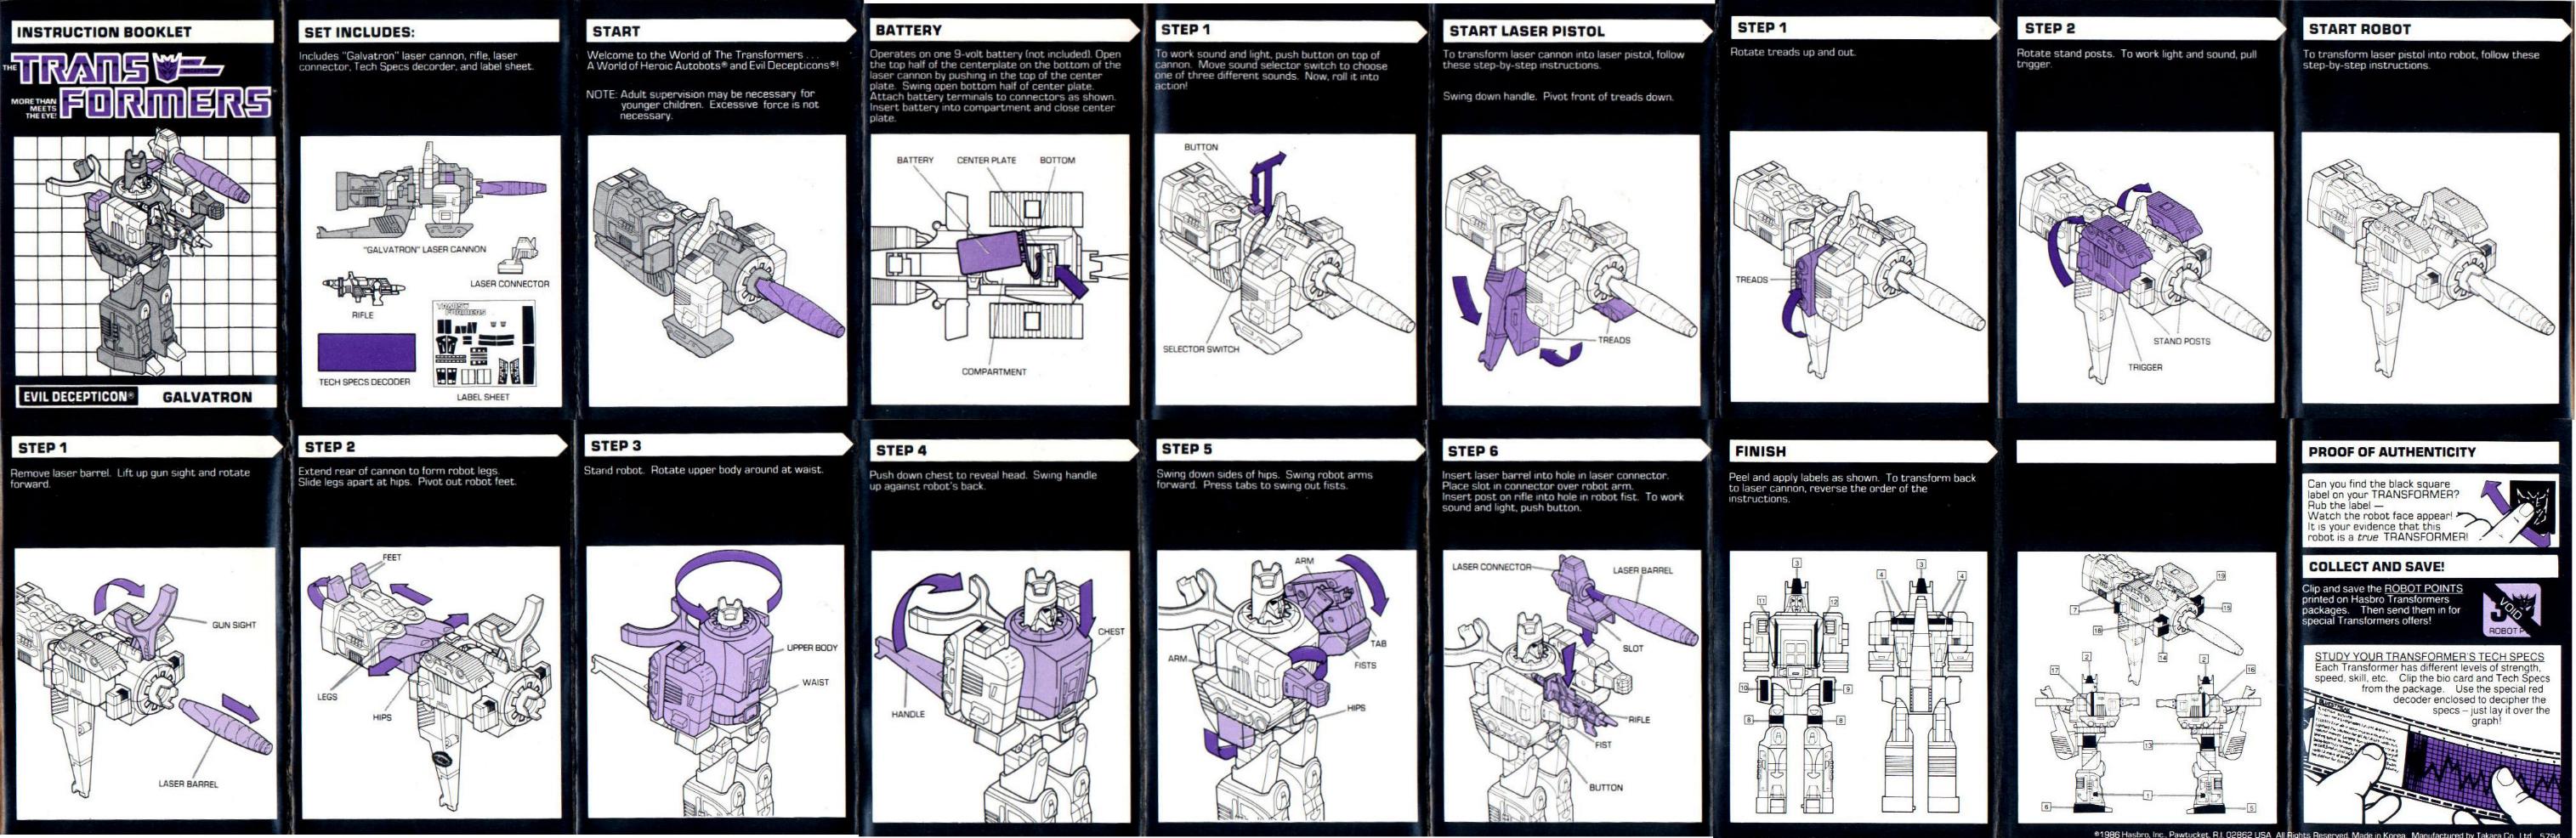 INSTRUCTION BOOKLET
THE TRANSFORMERS
MORE THAN
MEETS
THE EYE!
EVIL DECEPTICON® GALVATRON
SET INCLUDES:
Includes "Galvatron" laser cannon, rifle, laser
connector, Tech Specs decorder, and label sheet.
"GALVATRON" LASER CANNON
LASER CONNECTOR
RIFLE
TRANSFORMERS
TECH SPECS DECODER
LABEL SHEET
START
Welcome to the World of The Transformers . . .
A World of Heroic Autobots® and Evil Decepticons®!
NOTE: Adult supervision may be necessary for
younger children. Excessive force is not
necessary.
BATTERY
Operates on one 9-volt battery (not included). Open
the top half of the centerplate on the bottom of the
laser cannon by pushing in the top of the center
plate. Swing open bottom half of center plate.
Attach battery terminals to connectors as shown.
Insert battery into compartment and close center
plate.
BATTERY
CENTER PLATE
BOTTOM
COMPARTMENT
STEP 1
To work sound and light, push button on top of
cannon. Move sound selector switch to choose
one of three different sounds. Now, roll it into
action!
BUTTON
SELECTOR SWITCH
START LASER PISTOL
To transform laser cannon into laser pistol, follow
these step-by-step instructions.
Swing down handle. Pivot front of treads down.
TREADS
STEP 1
Rotate treads up and out.
TREADS
STEP 2
Rotate stand posts. To work light and sound, pull
trigger.
STAND POSTS
TRIGGER
START ROBOT
To transform laser pistol into robot, follow these
step-by-step instructions.
STEP 1
Remove laser barrel. Lift up gun sight and rotate
forward.
GUN SIGHT
LASER BARREL
STEP 2
Extend rear of cannon to form robot legs.
Slide legs apart at hips. Pivot out robot feet.
FEET
LEGS
HIPS
STEP 3
Stand robot. Rotate upper body around at waist.
UPPER BODY
WAIST
STEP 4
Push down chest to reveal head. Swing handle
up against robot's back.
CHEST
HANDLE
STEP 5
Swing down sides of hips. Swing robot arms
forward. Press tabs to swing out fists.
ARM
TAB
ARM
FISTS
HIPS
STEP 6
Insert laser barrel into hole in laser connector.
Place slot in connector over robot arm.
Insert post on rifle into hole in robot fist. To work
sound and light, push button.
LASER CONNECTOR
LASER BARREL
SLOT
RIFLE
FIST
BUTTON
FINISH
Peel and apply labels as shown. To transform back
to laser cannon, reverse the order of the
instructions.
3
3
4
4
11
12
10
9
8
8
19
7
15
18
14
17
2
2
16
13
1
6
5
PROOF OF AUTHENTICITY
Can you find the black square
label on your TRANSFORMER?
Rub the label —
Watch the robot face appear!
It is your evidence that this
robot is a true TRANSFORMER!
COLLECT AND SAVE!
Clip and save the ROBOT POINTS
printed on Hasbro Transformers
packages. Then send them in for
special Transformers offers!
VOID
ROBOT P
STUDY YOUR TRANSFORMER'S TECH SPECS
Each Transformer has different levels of strength,
speed, skill, etc. Clip the bio card and Tech Specs
from the package. Use the special red
decoder enclosed to decipher the
specs – just lay it over the
graph!
©1986 Hasbro, Inc., Pawtucket, R.I. 02862 USA. All Rights Reserved. Made in Korea. Manufactured by Takara Co., Ltd. 5794